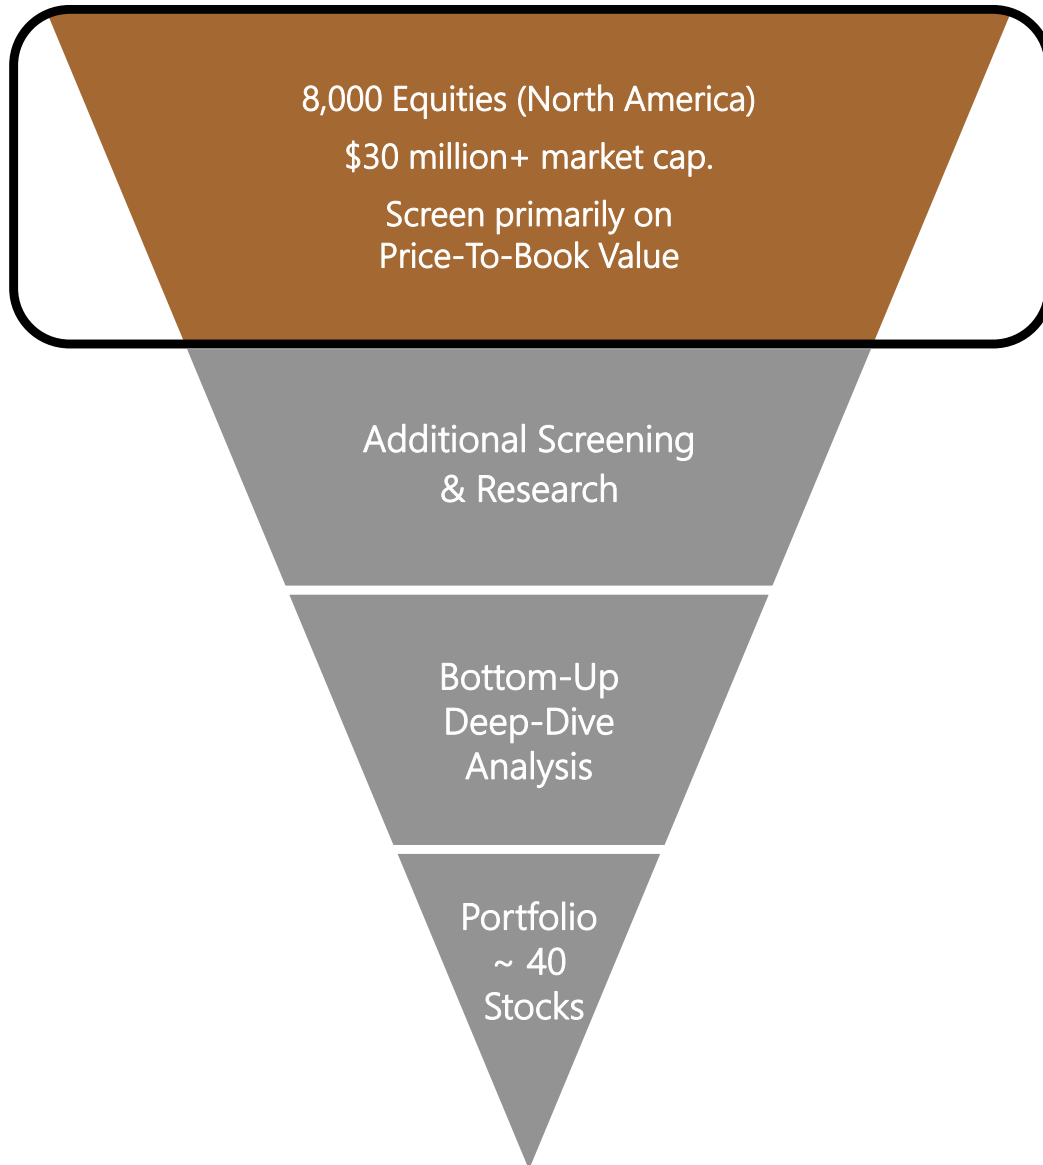 8,000 Equities (North America)
$30 million+ market cap.
Screen primarily on
Price-To-Book Value
Additional Screening
& Research
Bottom-Up
Deep-Dive
Analysis
Portfolio
~ 40
Stocks